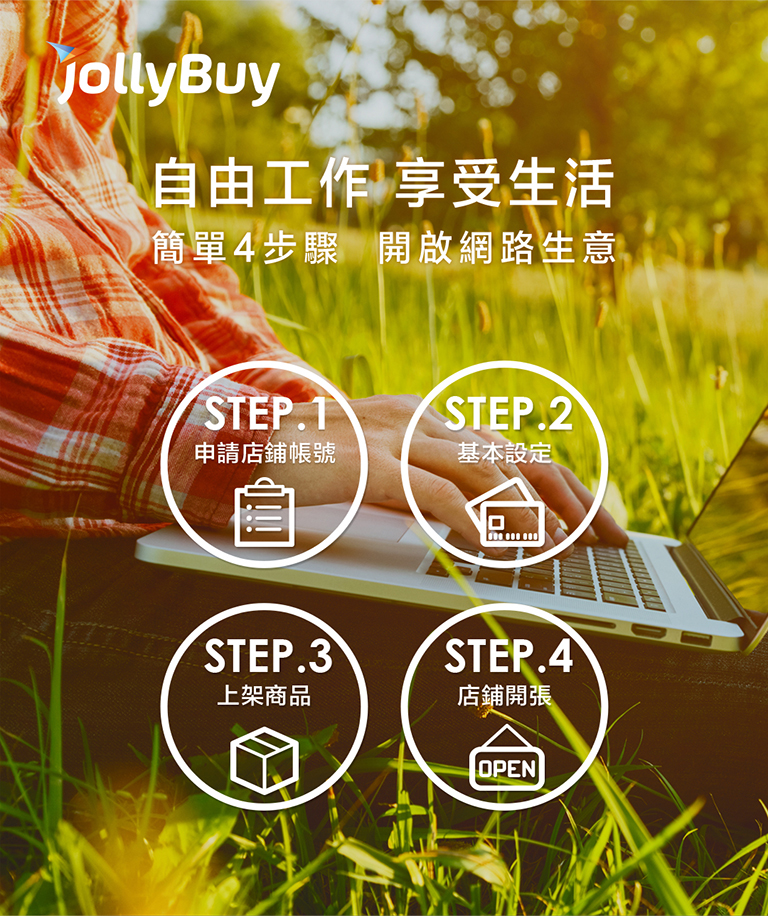 jollyBuy
自由工作 享受生活
簡單4步驟 開啟網路生意
STEP.1
申請店鋪帳號
STEP.2
基本設定
STEP.3
上架商品
STEP.4
店鋪開張
OPEN